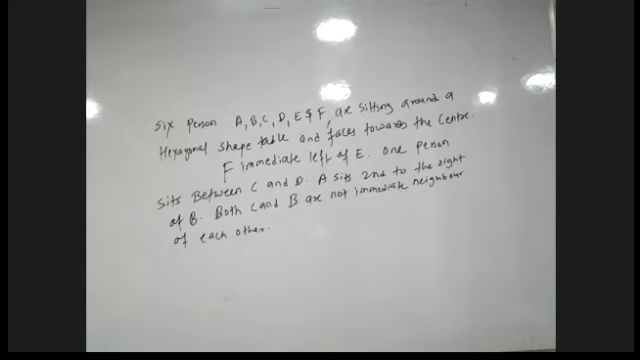 Six Person A, B, C, D, E & F, are sitting around a
Hexagonal shape table and faces towards the Centre.
F immediate left of E. One person
sits Between C and D. A sits 2nd to the right
of B. Both C and B are not immediate neighbour
of each other.